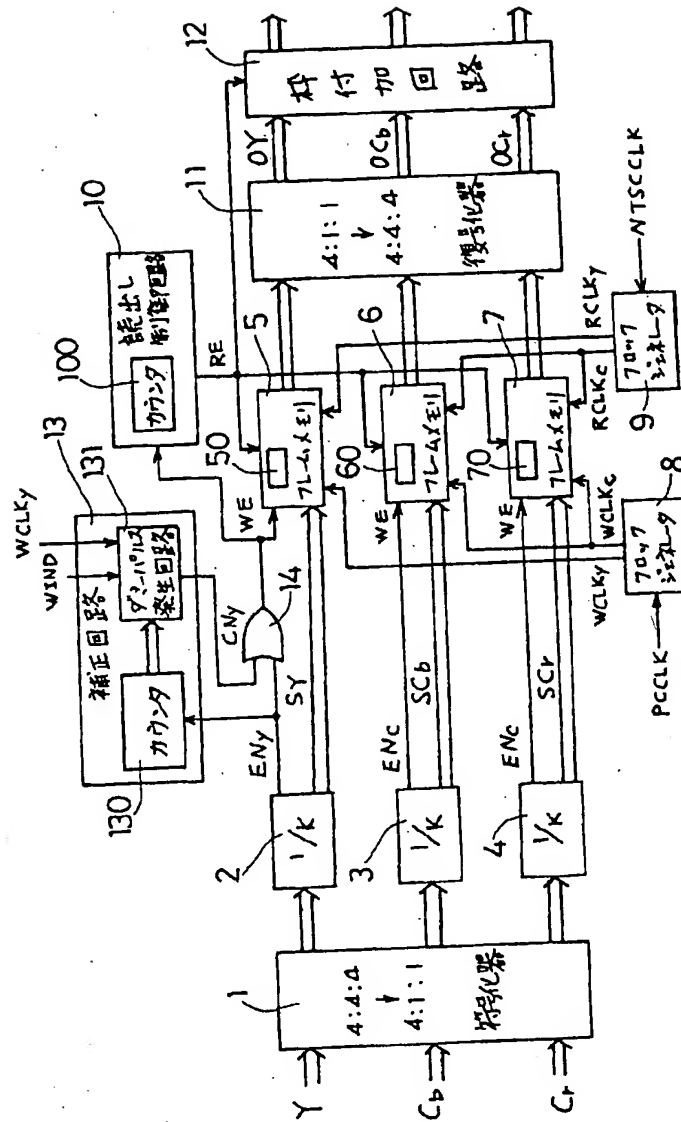 Y
Cb
Cr
1
4:4:4
↓
4:1:1
符号化器
2
1/K
3
1/K
4
1/K
ENy
SY
ENc
SCb
ENc
SCr
13
補正回路
130
カウンタ
131
ダミーパルス
発生回路
WCLKy
WIND
CNy
14
10
読出し
制御回路
100
カウンタ
RE
WE
50
フレームメモリ
5
WE
60
フレームメモリ
6
WE
70
フレームメモリ
7
WCLKy
WCLKc
PCCLK
クロック
ジェネレータ
8
RCLKc
RCLKy
クロック
ジェネレータ
9
NTSCCLK
11
4:1:1
↓
4:4:4
復号化器
OY
OCb
OCr
12
枠付加回路